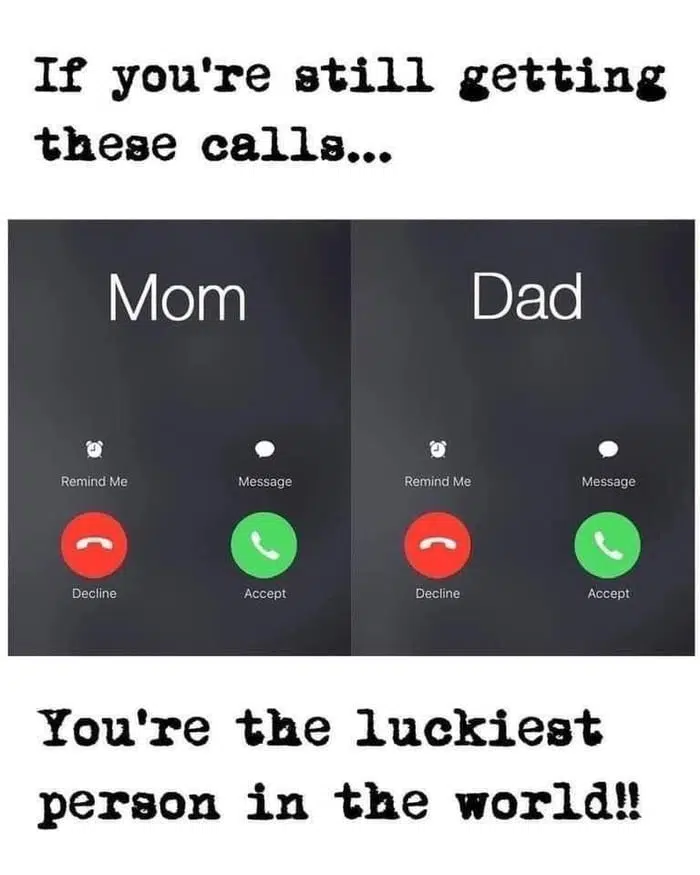 If you're still getting
these calls...
Mom
Dad
Remind Me
Message
Remind Me
Message
Decline
Accept
Decline
Accept
You're the luckiest
person in the world!!